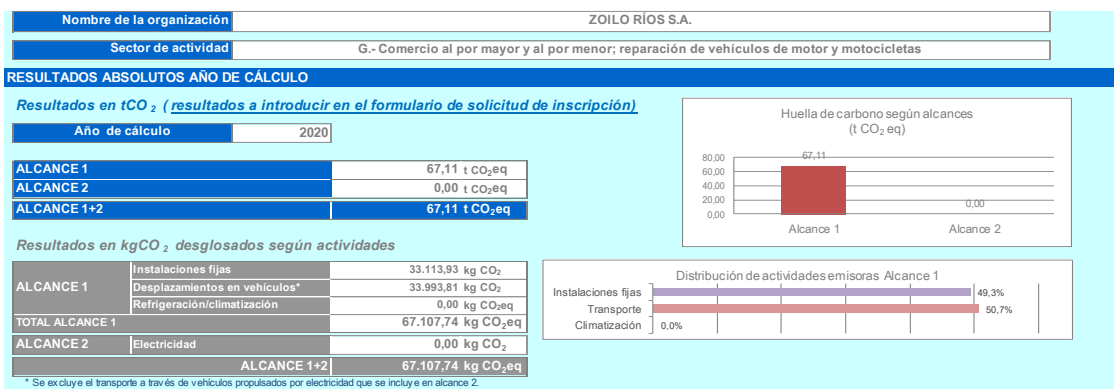 Nombre de la organización ZOILO RÍOS S.A.
Sector de actividad G.- Comercio al por mayor y al por menor; reparación de vehículos de motor y motocicletas
RESULTADOS ABSOLUTOS AÑO DE CÁLCULO
Resultados en tCO₂ ( resultados a introducir en el formulario de solicitud de inscripción)
Año de cálculo 2020
ALCANCE 1 67,11 t CO₂eq
ALCANCE 2 0,00 t CO₂eq
ALCANCE 1+2 67,11 t CO₂eq
Huella de carbono según alcances
(t CO₂ eq)
80,00
60,00
40,00
20,00
0,00
67,11
0,00
Alcance 1 Alcance 2
Resultados en kgCO₂ desglosados según actividades
ALCANCE 1
Instalaciones fijas 33.113,93 kg CO₂
Desplazamientos en vehículos* 33.993,81 kg CO₂
Refrigeración/climatización 0,00 kg CO₂eq
TOTAL ALCANCE 1 67.107,74 kg CO₂eq
ALCANCE 2 Electricidad 0,00 kg CO₂
ALCANCE 1+2 67.107,74 kg CO₂eq
* Se excluye el transporte a través de vehículos propulsados por electricidad que se incluye en alcance 2.
Distribución de actividades emisoras Alcance 1
Instalaciones fijas 49,3%
Transporte 50,7%
Climatización 0,0%